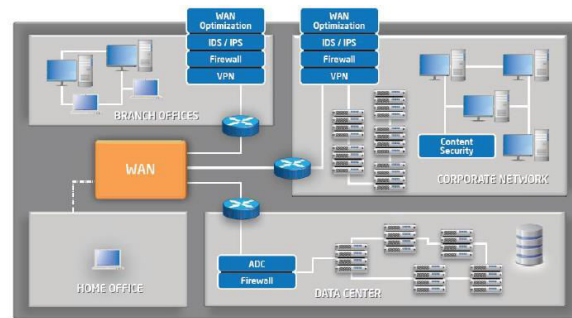 WAN
Optimization
IDS / IPS
Firewall
VPN
BRANCH OFFICES
WAN
Optimization
IDS / IPS
Firewall
VPN
Content
Security
CORPORATE NETWORK
WAN
HOME OFFICE
ADC
Firewall
DATA CENTER